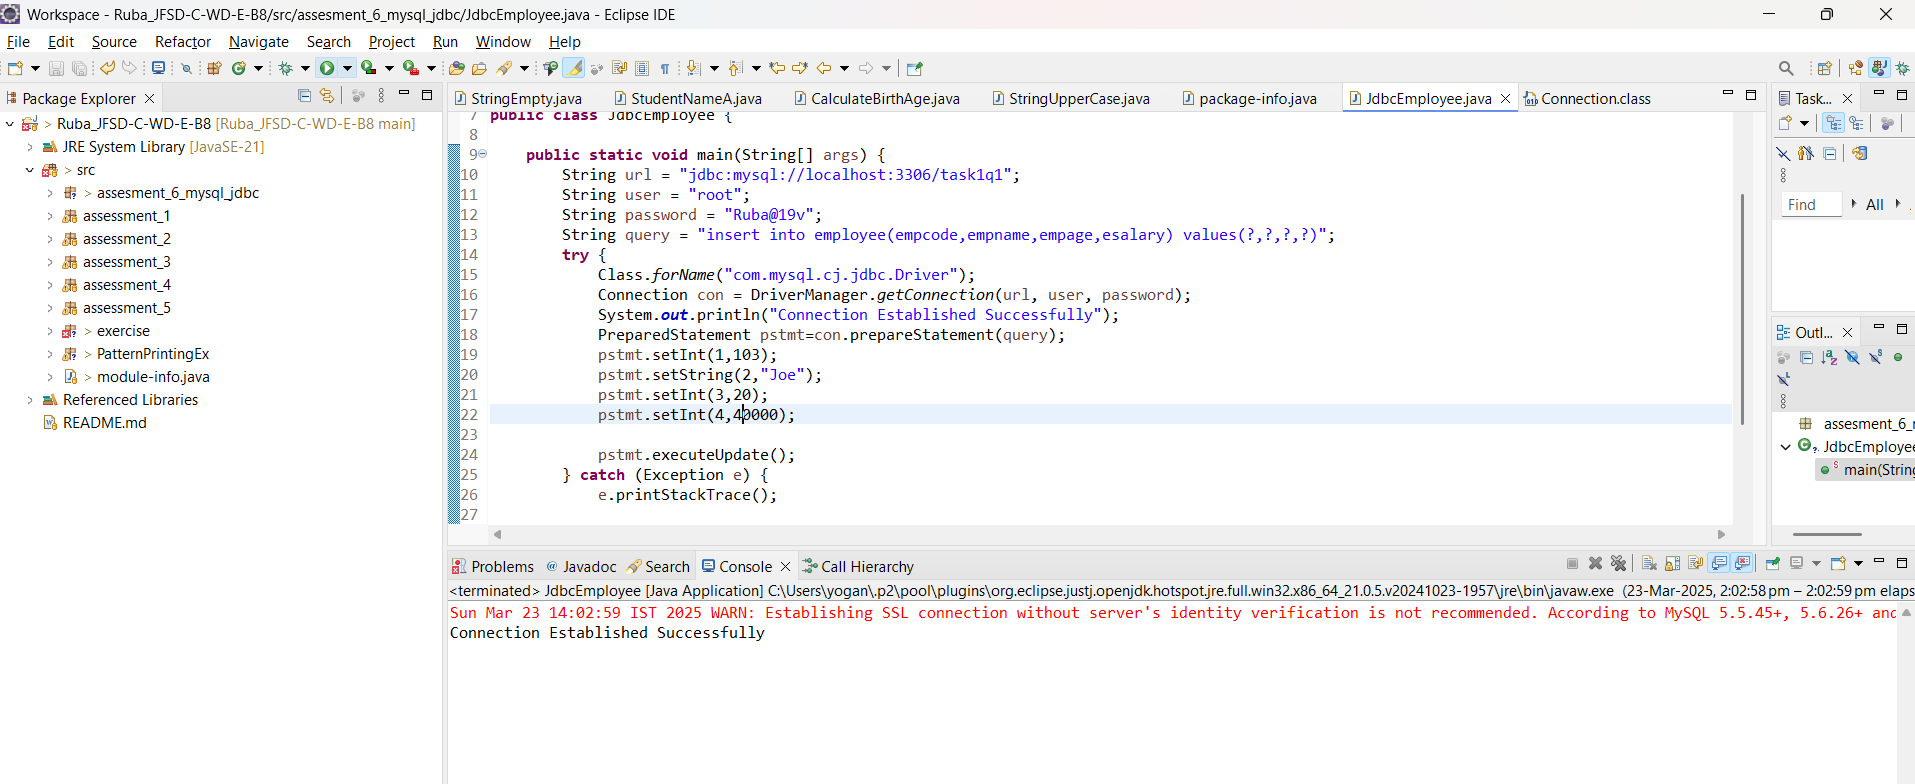 Workspace - Ruba_JFSD-C-WD-E-B8/src/assesment_6_mysql_jdbc/JdbcEmployee.java - Eclipse IDE
File Edit Source Refactor Navigate Search Project Run Window Help
Package Explorer
> Ruba_JFSD-C-WD-E-B8 [Ruba_JFSD-C-WD-E-B8 main]
JRE System Library [JavaSE-21]
> src
> assesment_6_mysql_jdbc
assessment_1
assessment_2
assessment_3
assessment_4
assessment_5
> exercise
> PatternPrintingEx
> module-info.java
Referenced Libraries
README.md
StringEmpty.java StudentNameA.java CalculateBirthAge.java StringUpperCase.java package-info.java JdbcEmployee.java Connection.class
7 public class JdbcEmployee {
8
9 public static void main(String[] args) {
10 String url = "jdbc:mysql://localhost:3306/task1q1";
11 String user = "root";
12 String password = "Ruba@19v";
13 String query = "insert into employee(empcode,empname,empage,esalary) values(?,?,?,?)";
14 try {
15 Class.forName("com.mysql.cj.jdbc.Driver");
16 Connection con = DriverManager.getConnection(url, user, password);
17 System.out.println("Connection Established Successfully");
18 PreparedStatement pstmt=con.prepareStatement(query);
19 pstmt.setInt(1,103);
20 pstmt.setString(2,"Joe");
21 pstmt.setInt(3,20);
22 pstmt.setInt(4,40000);
23
24 pstmt.executeUpdate();
25 } catch (Exception e) {
26 e.printStackTrace();
27
Problems @ Javadoc Search Console Call Hierarchy
<terminated> JdbcEmployee [Java Application] C:\Users\yogan\.p2\pool\plugins\org.eclipse.justj.openjdk.hotspot.jre.full.win32.x86_64_21.0.5.v20241023-1957\jre\bin\javaw.exe (23-Mar-2025, 2:02:58 pm – 2:02:59 pm elaps
Sun Mar 23 14:02:59 IST 2025 WARN: Establishing SSL connection without server's identity verification is not recommended. According to MySQL 5.5.45+, 5.6.26+ and
Connection Established Successfully
Task...
Find All
Outl...
assesment_6_
JdbcEmployee
main(String